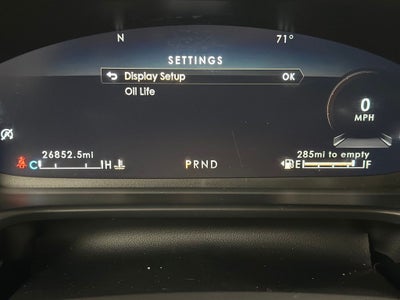 N 71°
SETTINGS
Display Setup OK
Oil Life
0
MPH
26852.5mi
285mi to empty
C H PRND E F